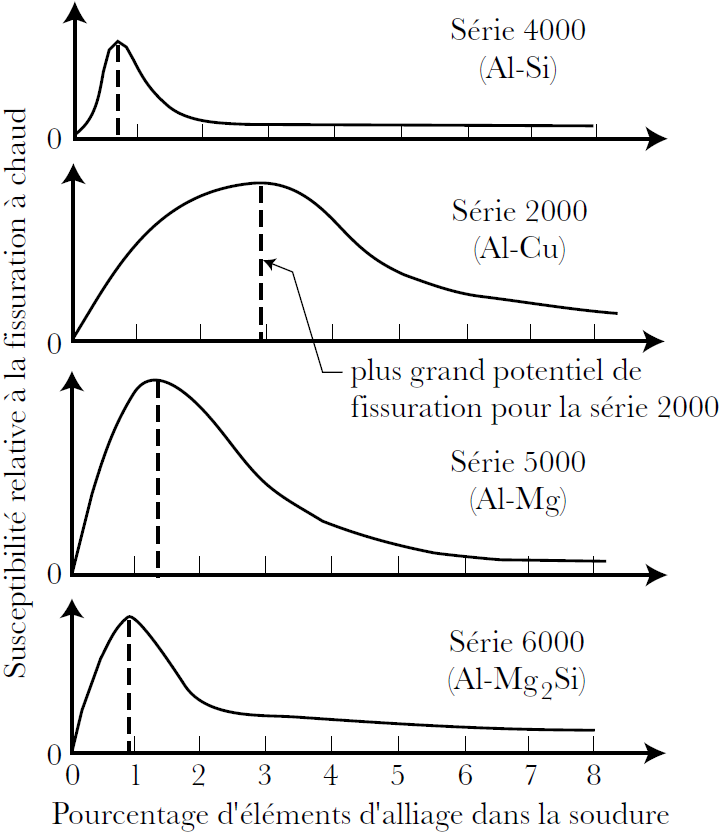 Susceptibilité relative à la fissuration à chaud
Série 4000
(Al-Si)
0
Série 2000
(Al-Cu)
0
plus grand potentiel de
fissuration pour la série 2000
Série 5000
(Al-Mg)
0
Série 6000
(Al-Mg₂Si)
0
0 1 2 3 4 5 6 7 8
Pourcentage d'éléments d'alliage dans la soudure